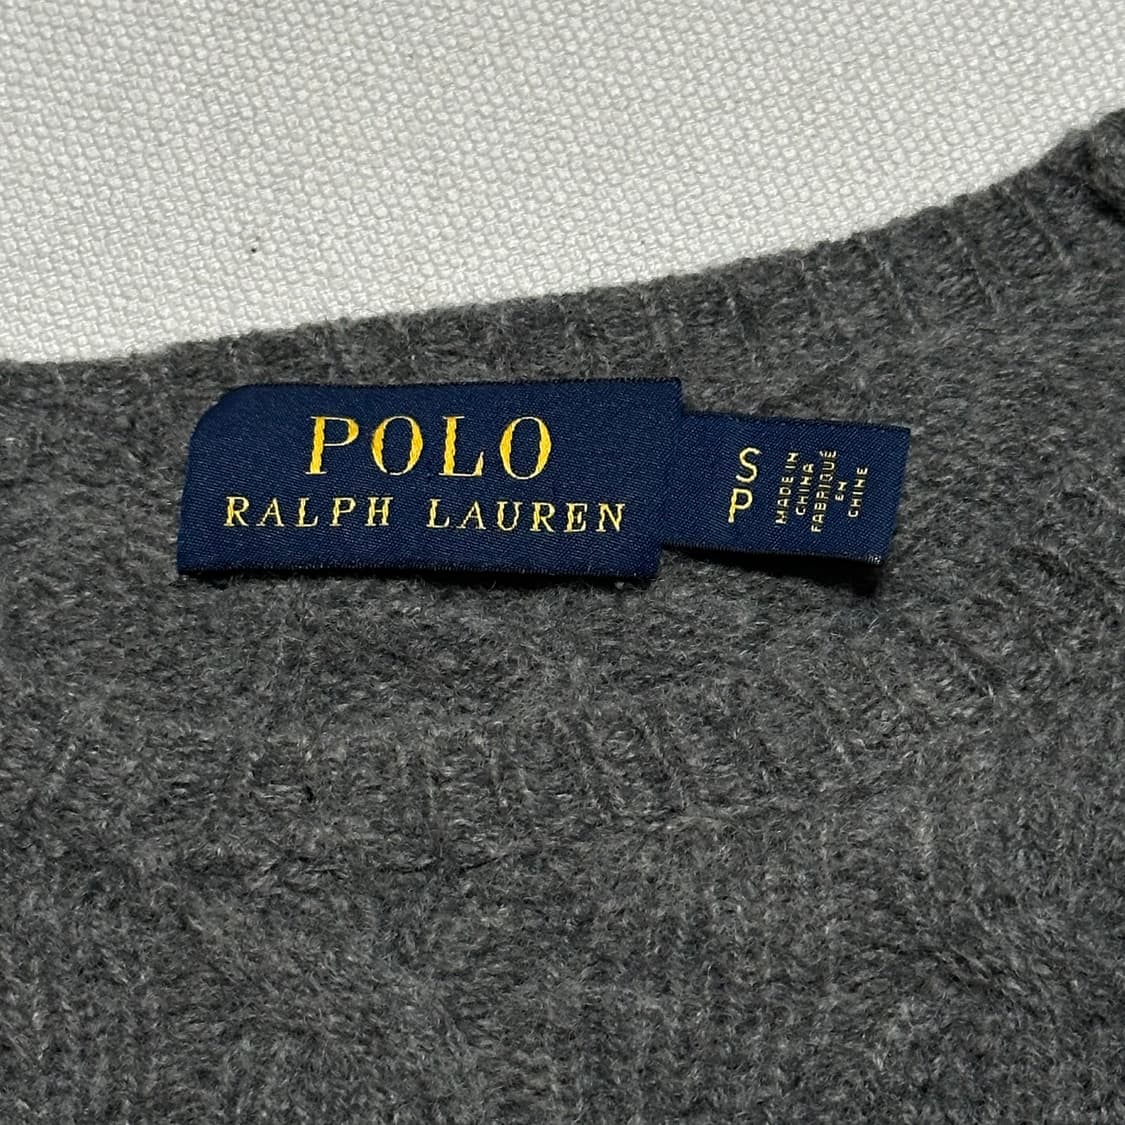 POLO
RALPH LAUREN
S
P
MADE IN
CHINA
FABRIQUÉ
EN
CHINE